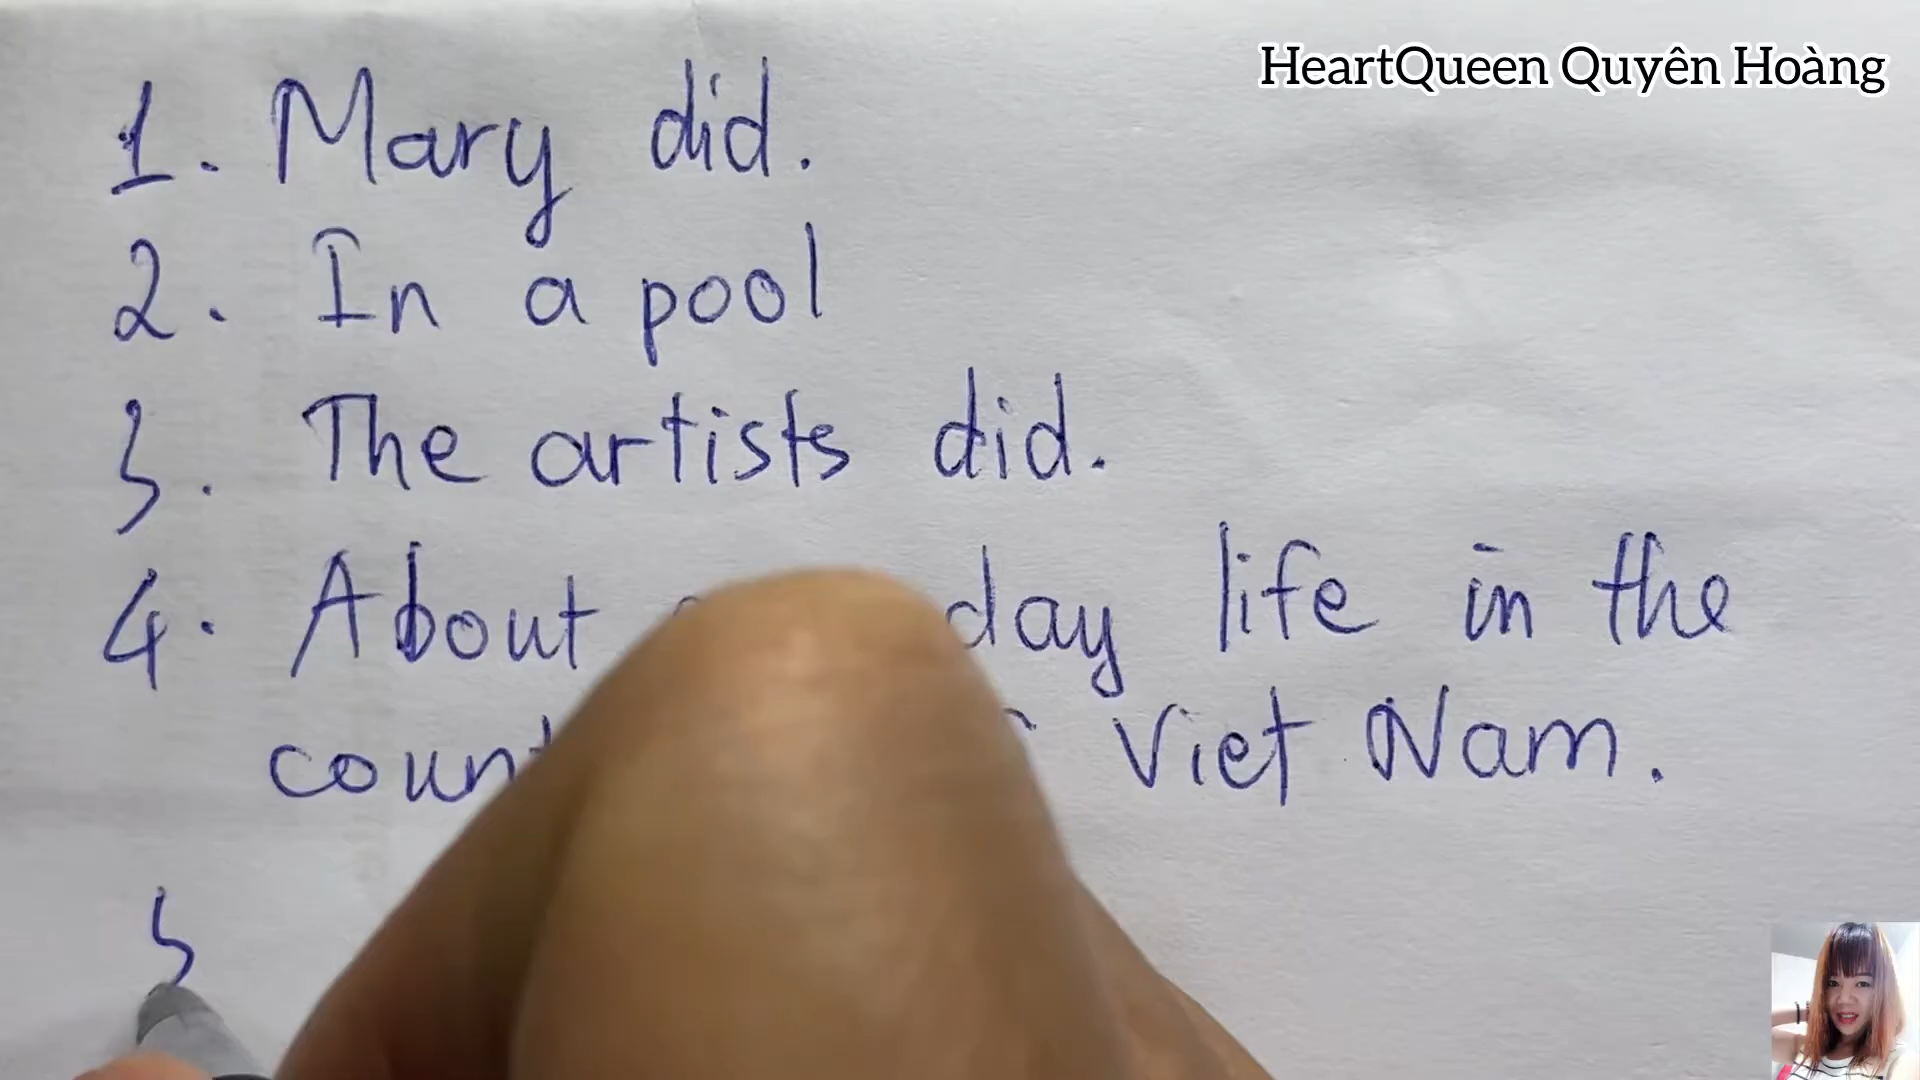 HeartQueen Quyên Hoàng
1. Mary did.
2. In a pool
3. The artists did.
4. About day life in the
Viet Nam.
5